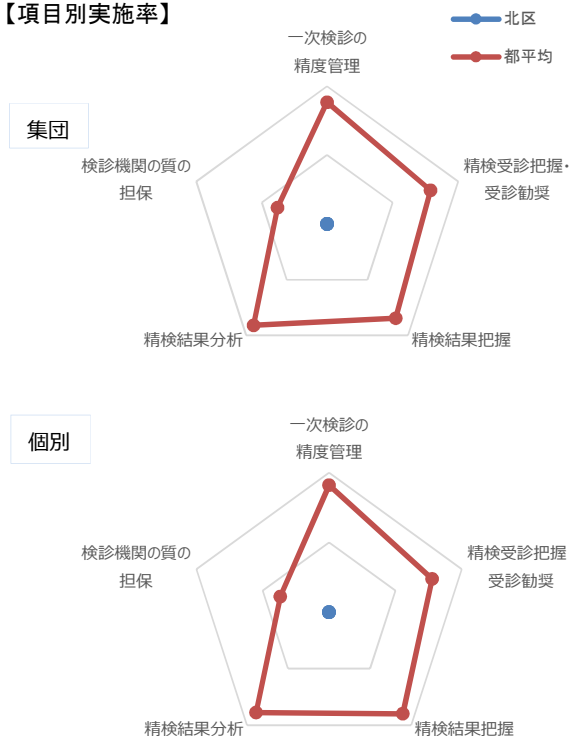 【項目別実施率】
北区
都平均
集団
一次検診の
精度管理
精検受診把握・
受診勧奨
検診機関の質の
担保
精検結果分析
精検結果把握
個別
一次検診の
精度管理
精検受診把握
受診勧奨
検診機関の質の
担保
精検結果分析
精検結果把握